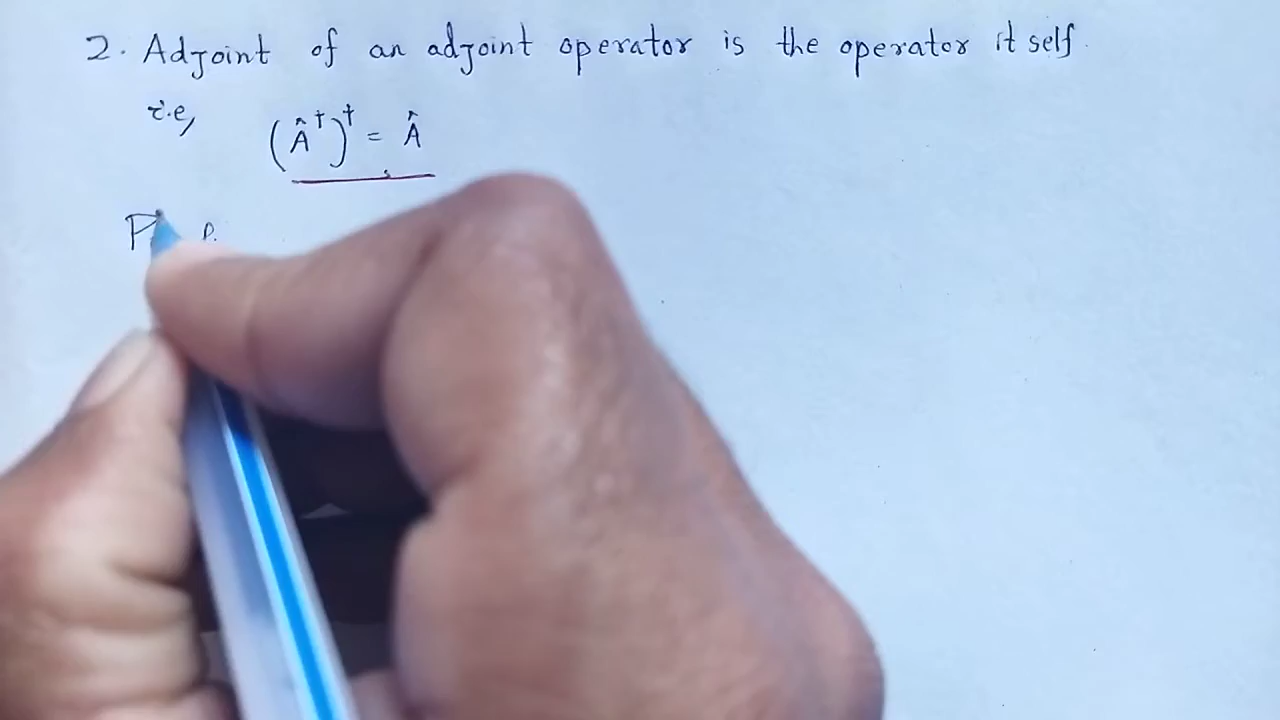 2. Adjoint of an adjoint operator is the operator it self.
i.e, (Â†)† = Â